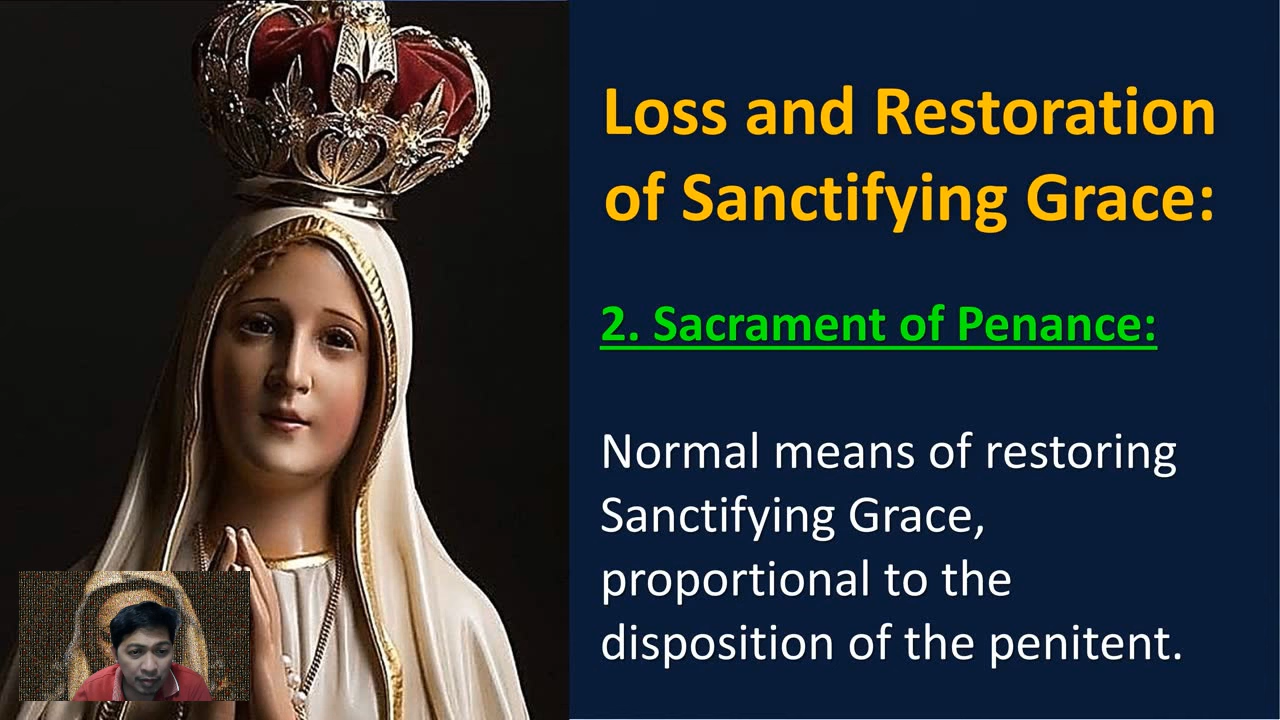 Loss and Restoration
of Sanctifying Grace:
2. Sacrament of Penance:
Normal means of restoring
Sanctifying Grace,
proportional to the
disposition of the penitent.